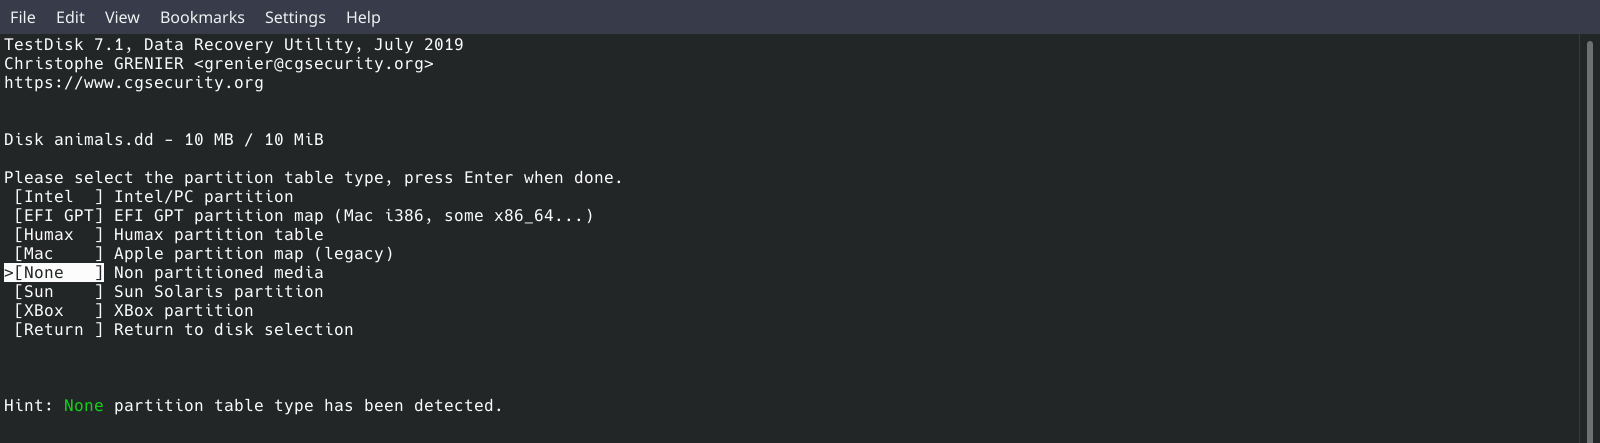 File Edit View Bookmarks Settings Help
TestDisk 7.1, Data Recovery Utility, July 2019
Christophe GRENIER <grenier@cgsecurity.org>
https://www.cgsecurity.org
Disk animals.dd - 10 MB / 10 MiB
Please select the partition table type, press Enter when done.
[Intel  ] Intel/PC partition
[EFI GPT] EFI GPT partition map (Mac i386, some x86_64...)
[Humax  ] Humax partition table
[Mac    ] Apple partition map (legacy)
>[None   ] Non partitioned media
[Sun    ] Sun Solaris partition
[XBox   ] XBox partition
[Return ] Return to disk selection
Hint: None partition table type has been detected.